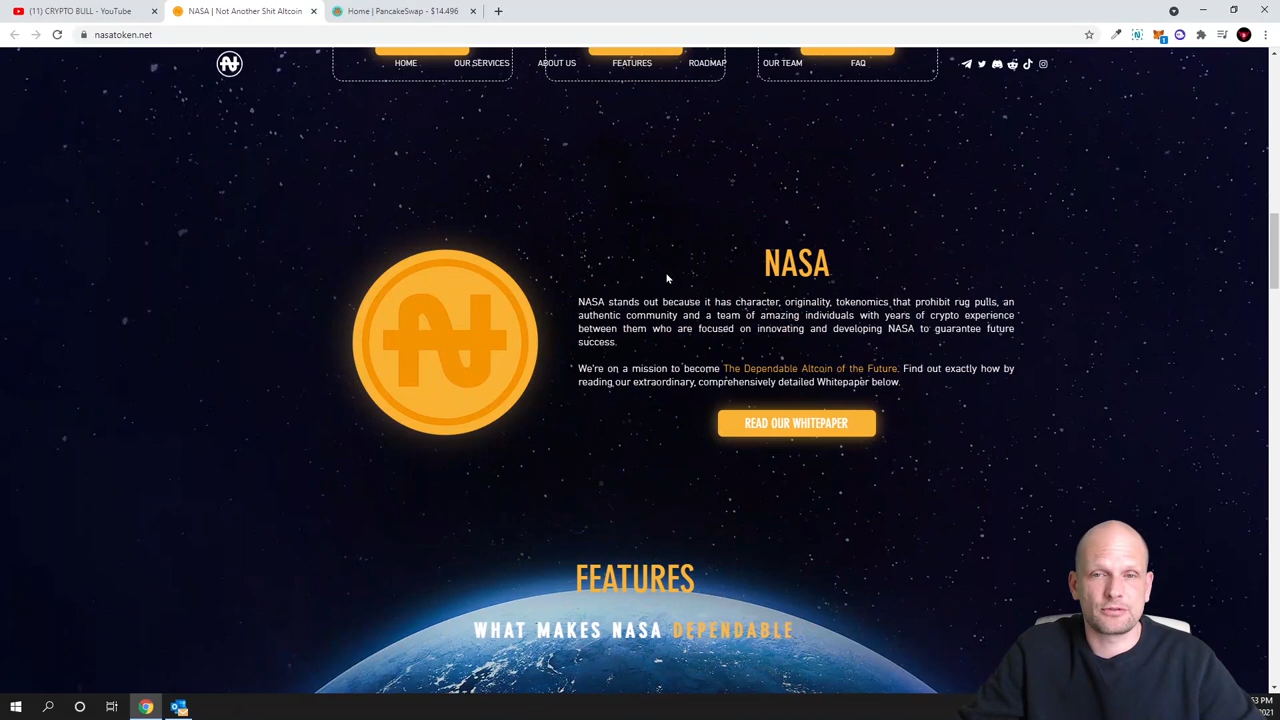 (11) CRYPTO BULL - YouTube
NASA | Not Another Shit Altcoin
Home | PancakeSwap - $14.496
nasatoken.net
HOME
OUR SERVICES
ABOUT US
FEATURES
ROADMAP
OUR TEAM
FAQ
NASA
NASA stands out because it has character, originality, tokenomics that prohibit rug pulls, an
authentic community and a team of amazing individuals with years of crypto experience
between them who are focused on innovating and developing NASA to guarantee future
success.
We're on a mission to become The Dependable Altcoin of the Future. Find out exactly how by
reading our extraordinary, comprehensively detailed Whitepaper below.
READ OUR WHITEPAPER
FEATURES
WHAT MAKES NASA DEPENDABLE